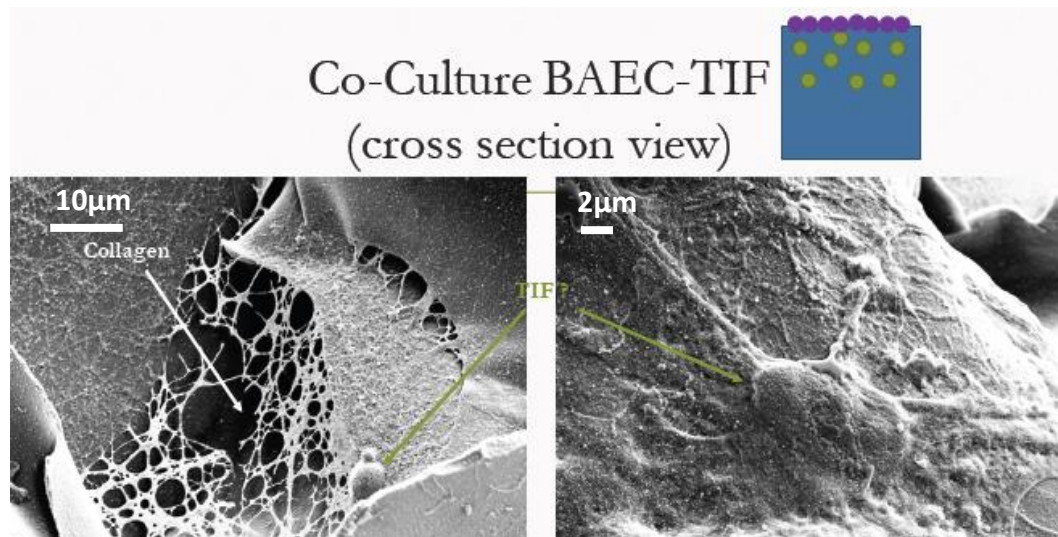 Co-Culture BAEC-TIF
(cross section view)
10µm
Collagen
2µm
TIF ?